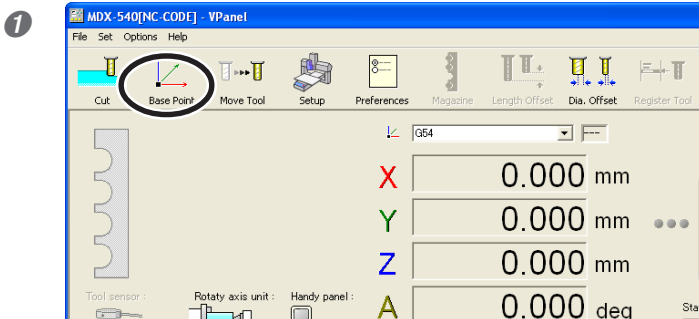 1
MDX-540[NC-CODE] - VPanel
File Set Options Help
Cut Base Point Move Tool Setup Preferences Magazine Length Offset Dia. Offset Register Tool
G54 ---
X 0.000 mm
Y 0.000 mm
Z 0.000 mm
Tool sensor : Rotaty axis unit : Handy panel :
A 0.000 deg
Sta